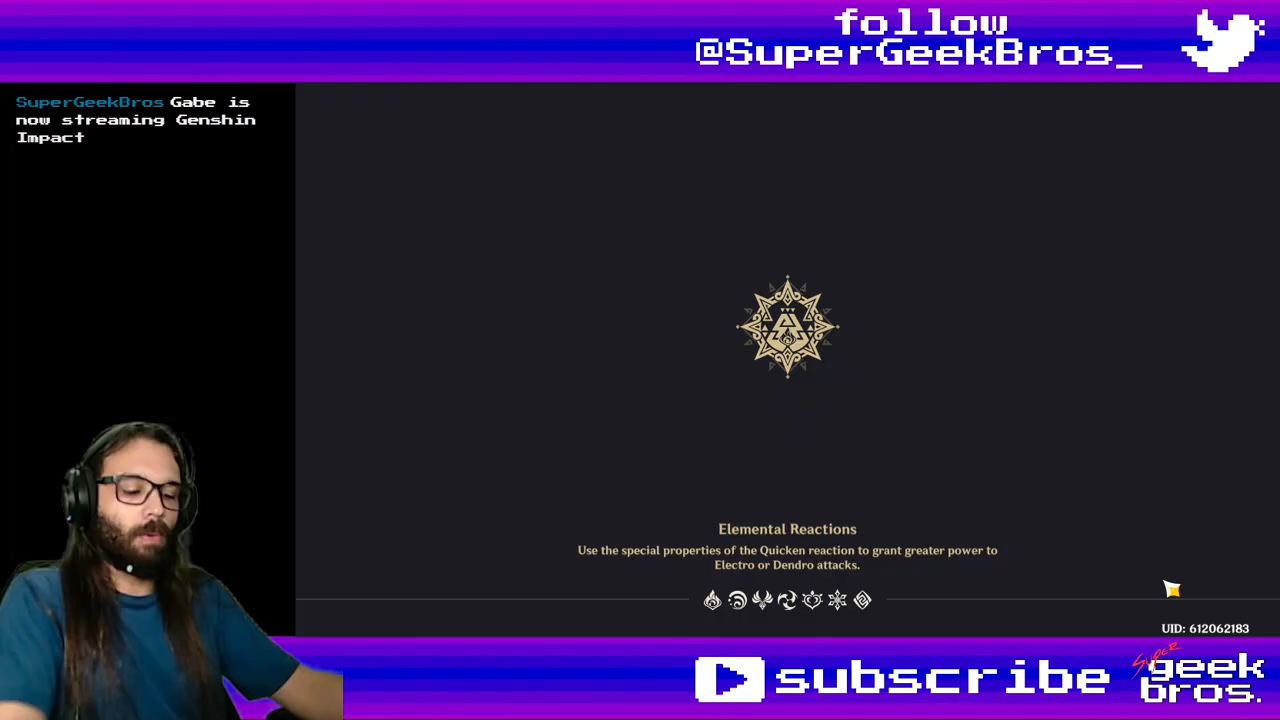 follow
@SuperGeekBros_
SuperGeekBros Gabe is
now streaming Genshin
Impact
Elemental Reactions
Use the special properties of the Quicken reaction to grant greater power to
Electro or Dendro attacks.
UID: 612062183
subscribe
SUPER
geek
bros.